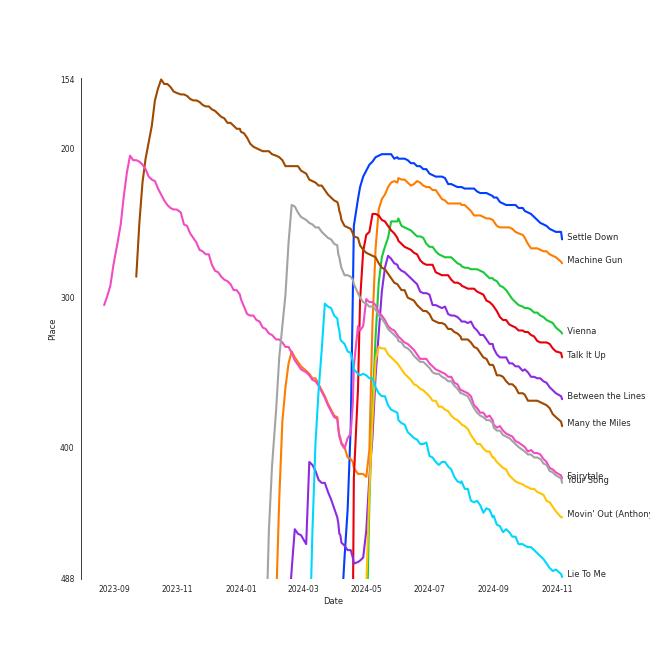 154
200
300
400
488
Place
2023-09
2023-11
2024-01
2024-03
2024-05
2024-07
2024-09
2024-11
Date
Settle Down
Machine Gun
Vienna
Talk It Up
Between the Lines
Many the Miles
Fairytale
Your Song
Movin' Out (Anthony
Lie To Me